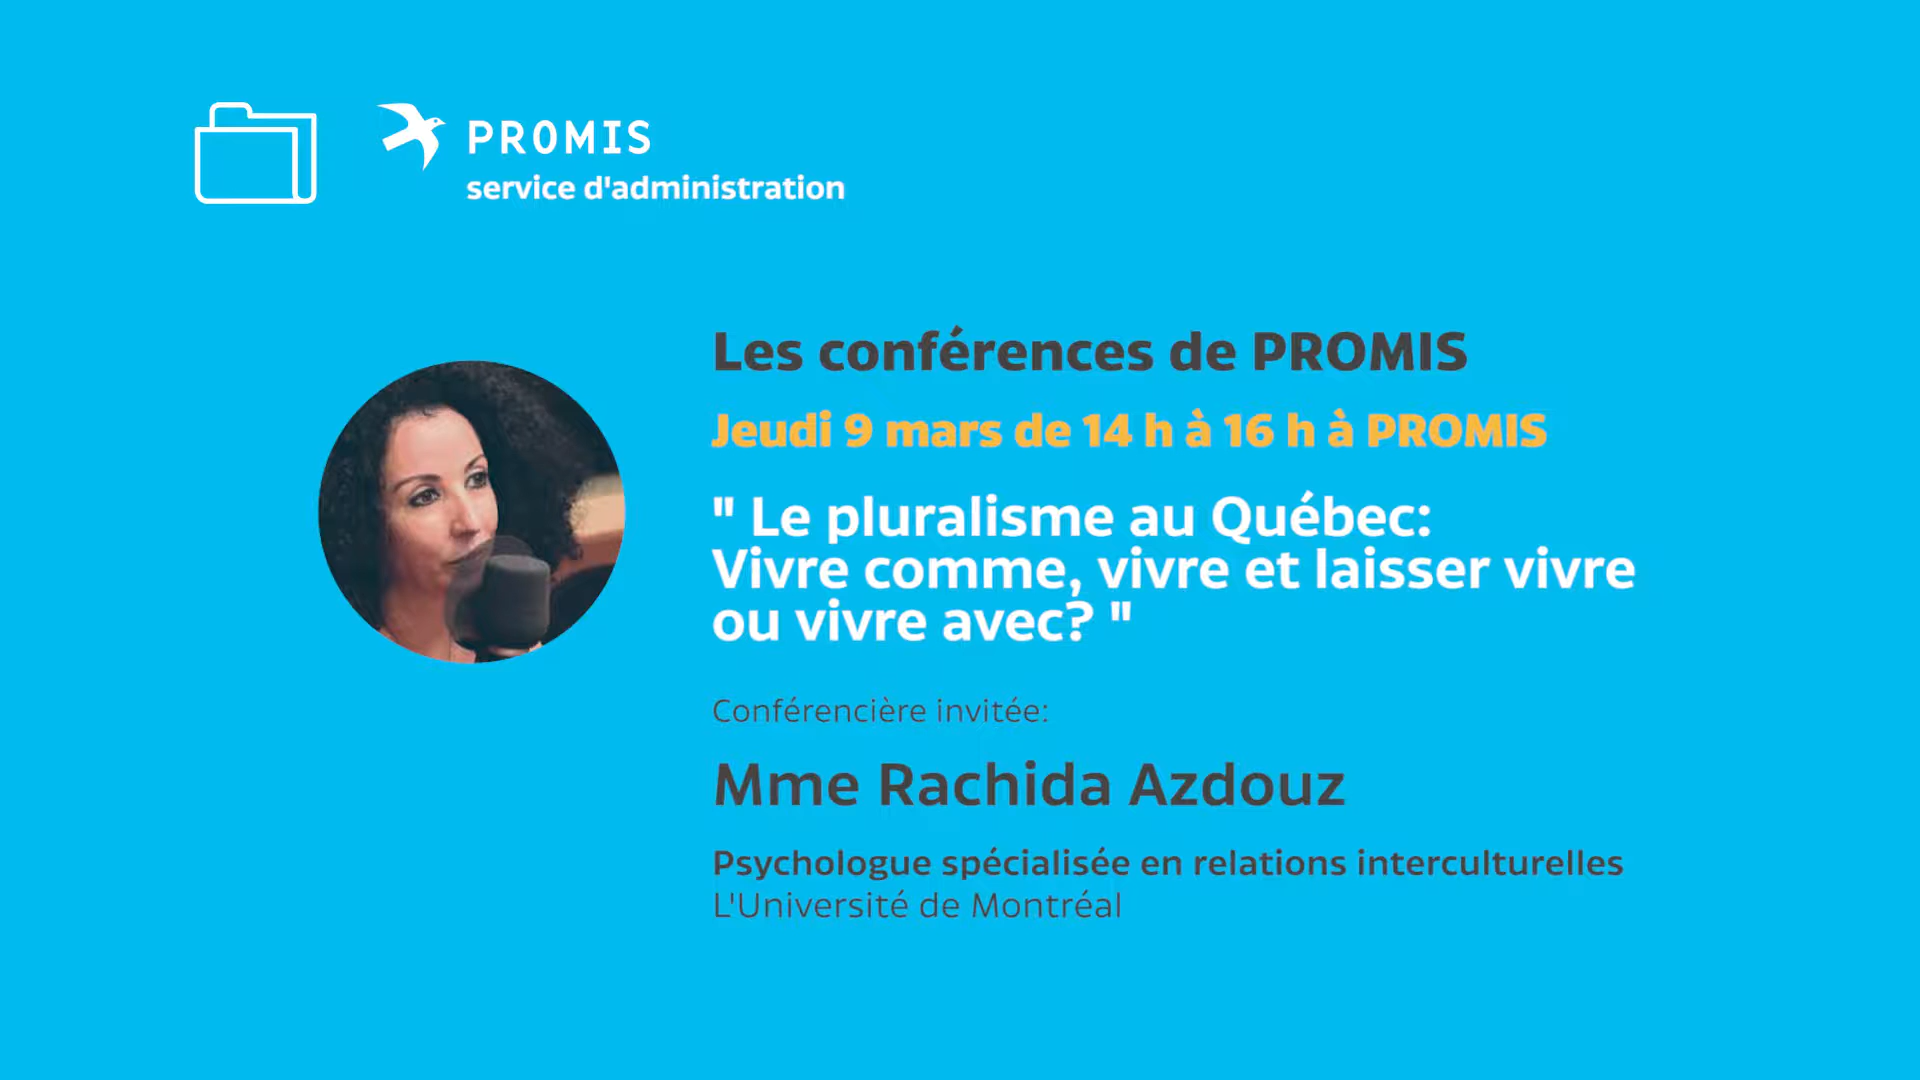 PROMIS
service d'administration
Les conférences de PROMIS
Jeudi 9 mars de 14 h à 16 h à PROMIS
" Le pluralisme au Québec:
Vivre comme, vivre et laisser vivre
ou vivre avec? "
Conférencière invitée:
Mme Rachida Azdouz
Psychologue spécialisée en relations interculturelles
L'Université de Montréal